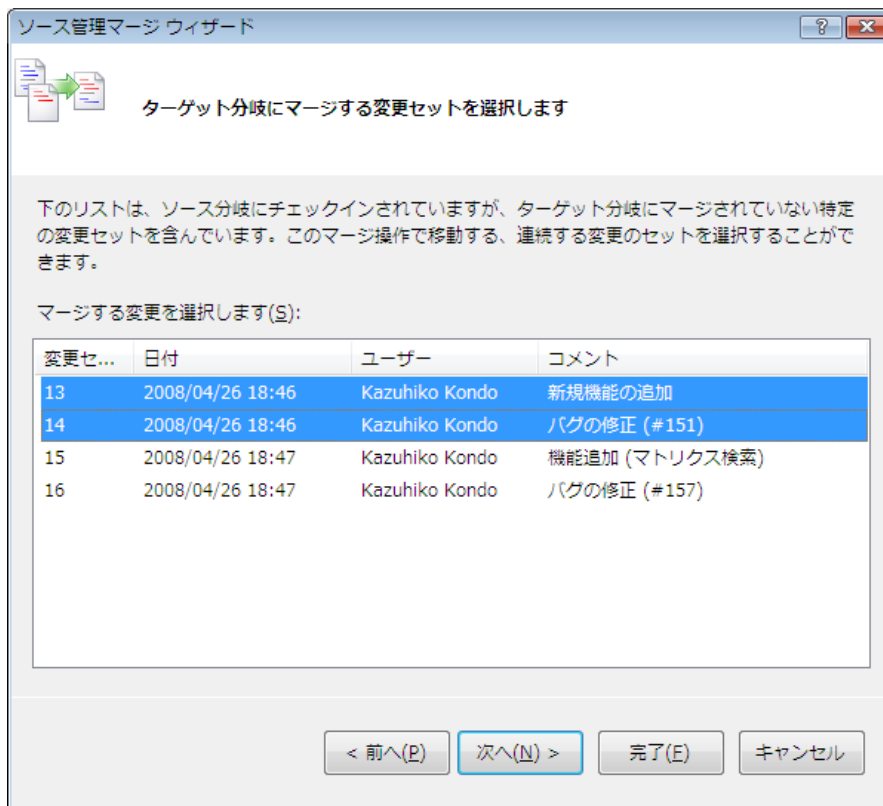 ソース管理マージ ウィザード
ターゲット分岐にマージする変更セットを選択します
下のリストは、ソース分岐にチェックインされていますが、ターゲット分岐にマージされていない特定
の変更セットを含んでいます。このマージ操作で移動する、連続する変更のセットを選択することがで
きます。
マージする変更を選択します(S):
変更セ... 日付 ユーザー コメント
13 2008/04/26 18:46 Kazuhiko Kondo 新規機能の追加
14 2008/04/26 18:46 Kazuhiko Kondo バグの修正 (#151)
15 2008/04/26 18:47 Kazuhiko Kondo 機能追加 (マトリクス検索)
16 2008/04/26 18:47 Kazuhiko Kondo バグの修正 (#157)
< 前へ(P) 次へ(N) > 完了(F) キャンセル